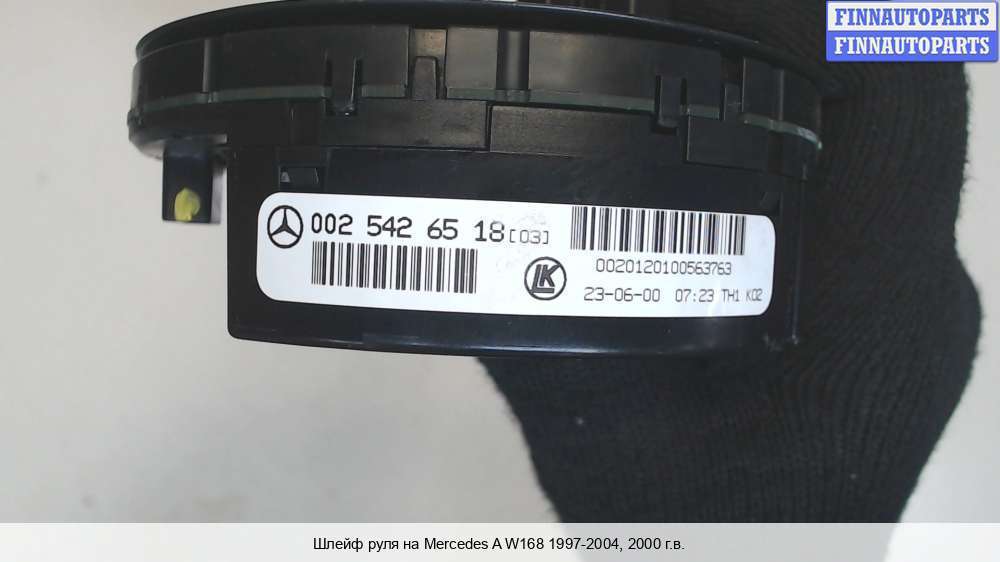 FINNAUTOPARTS
FINNAUTOPARTS
002 542 65 18 [03]
0020120100563763
LK
23-06-00 07:23 TH1 K02
Шлейф руля на Mercedes A W168 1997-2004, 2000 г.в.